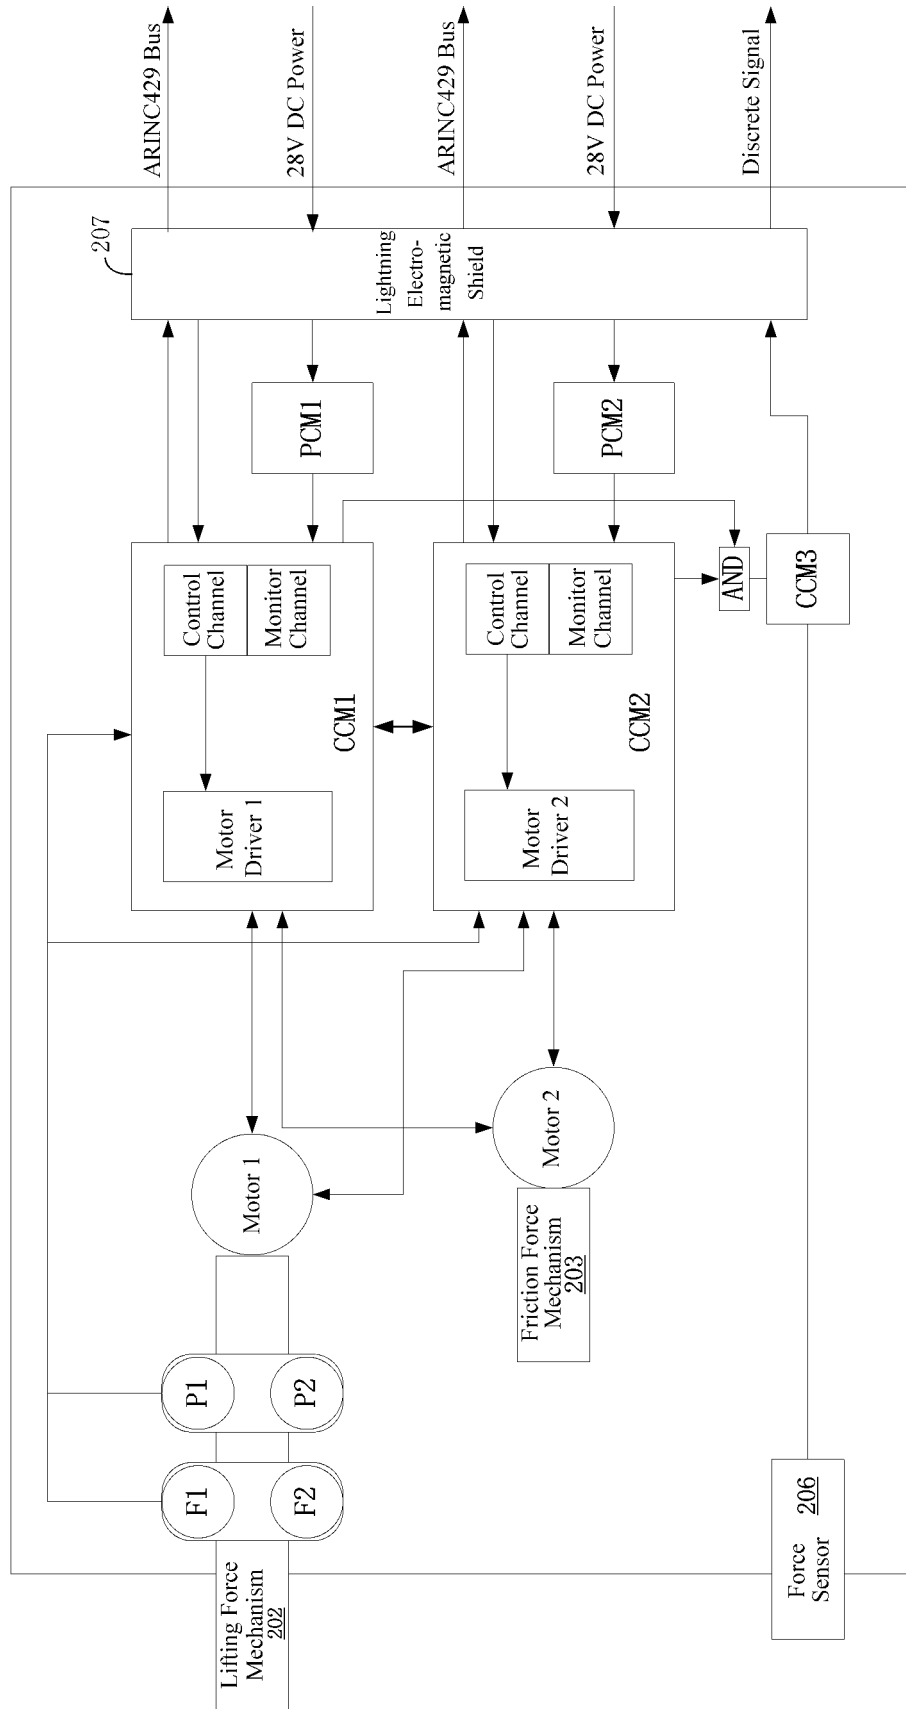 ARINC429 Bus
28V DC Power
ARINC429 Bus
28V DC Power
Discrete Signal
207
Lightning
Electro-
magnetic
Shield
PCM1
PCM2
Control
Channel
Monitor
Channel
CCM1
Motor
Driver 1
Control
Channel
Monitor
Channel
CCM2
Motor
Driver 2
AND
CCM3
Motor 1
Motor 2
Friction Force
Mechanism
203
P1
P2
F1
F2
Lifting Force
Mechanism
202
Force
Sensor
206